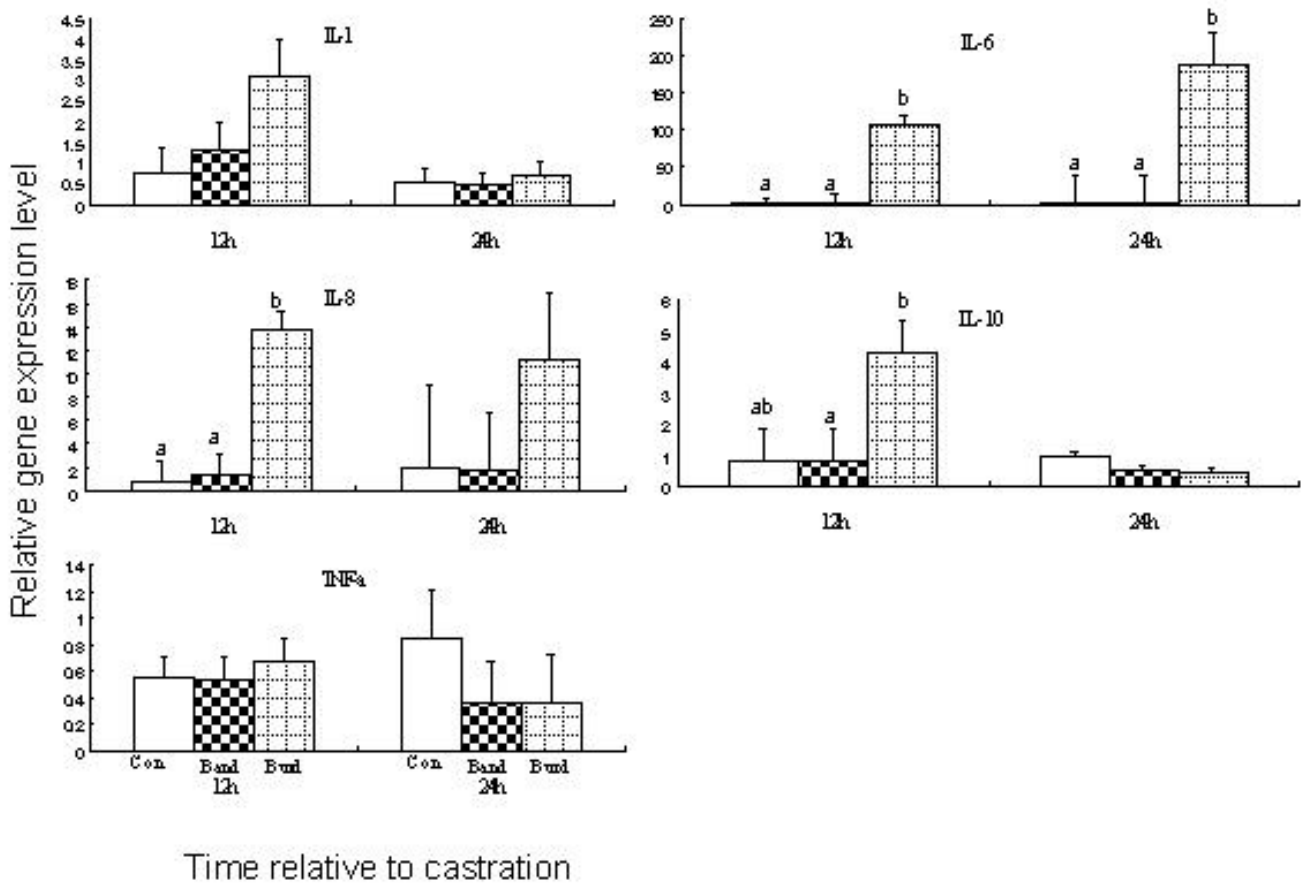 Relative gene expression level
IL-1
4.5
4
3.5
3
2.5
2
1.5
1
0.5
0
12h
24h
IL-6
250
200
150
100
50
0
a
a
b
a
a
b
12h
24h
IL-8
18
16
14
12
10
8
6
4
2
0
a
a
b
12h
24h
IL-10
6
5
4
3
2
1
0
ab
a
b
12h
24h
TNFa
1.4
1.2
1
0.8
0.6
0.4
0.2
0
Con
Band
Burd
12h
Con
Band
Burd
24h
Time relative to castration